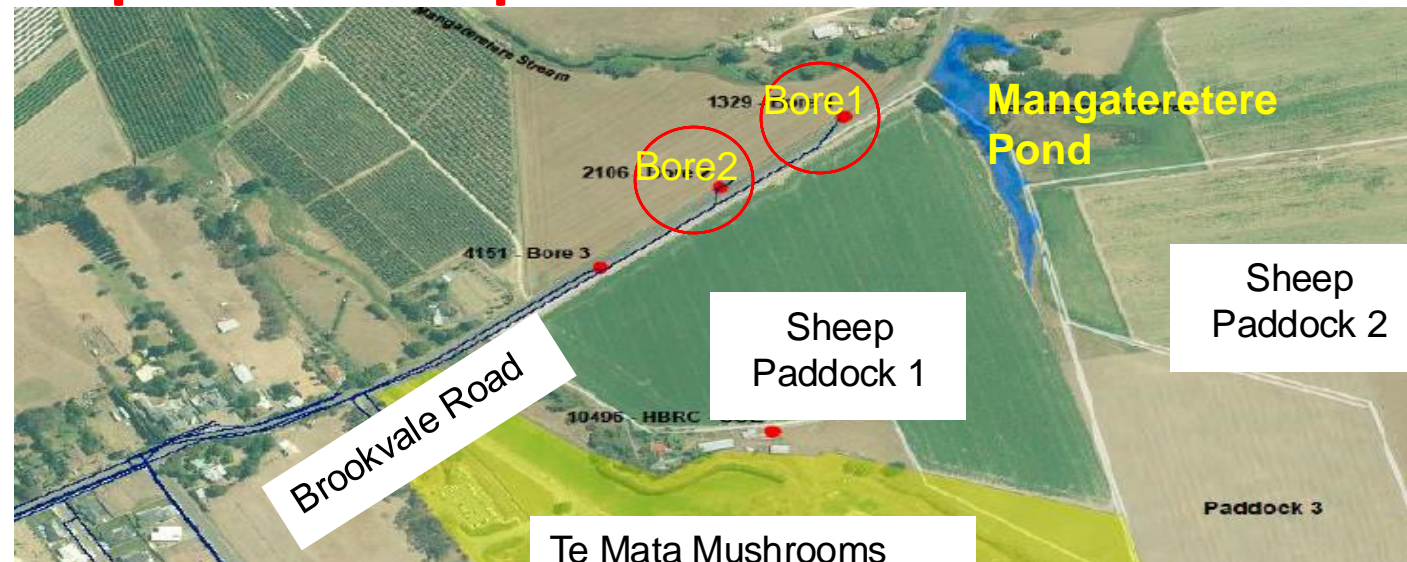 Mangateretere Stream
1329 - Bore1
Mangateretere
Pond
2106 - Bore2
4151 - Bore 3
Sheep
Paddock 1
Sheep
Paddock 2
Brookvale Road
10496 - HBRC
Paddock 3
Te Mata Mushrooms